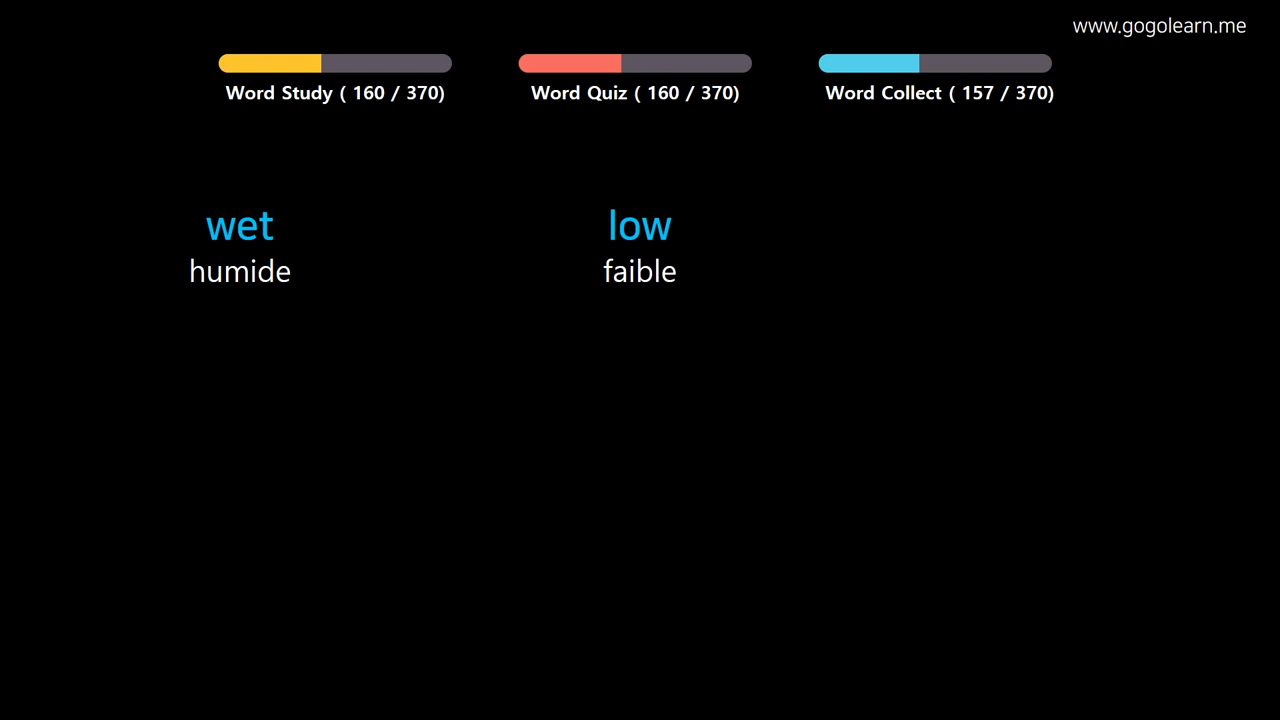 www.gogolearn.me
Word Study ( 160 / 370)
Word Quiz ( 160 / 370)
Word Collect ( 157 / 370)
wet
humide
low
faible